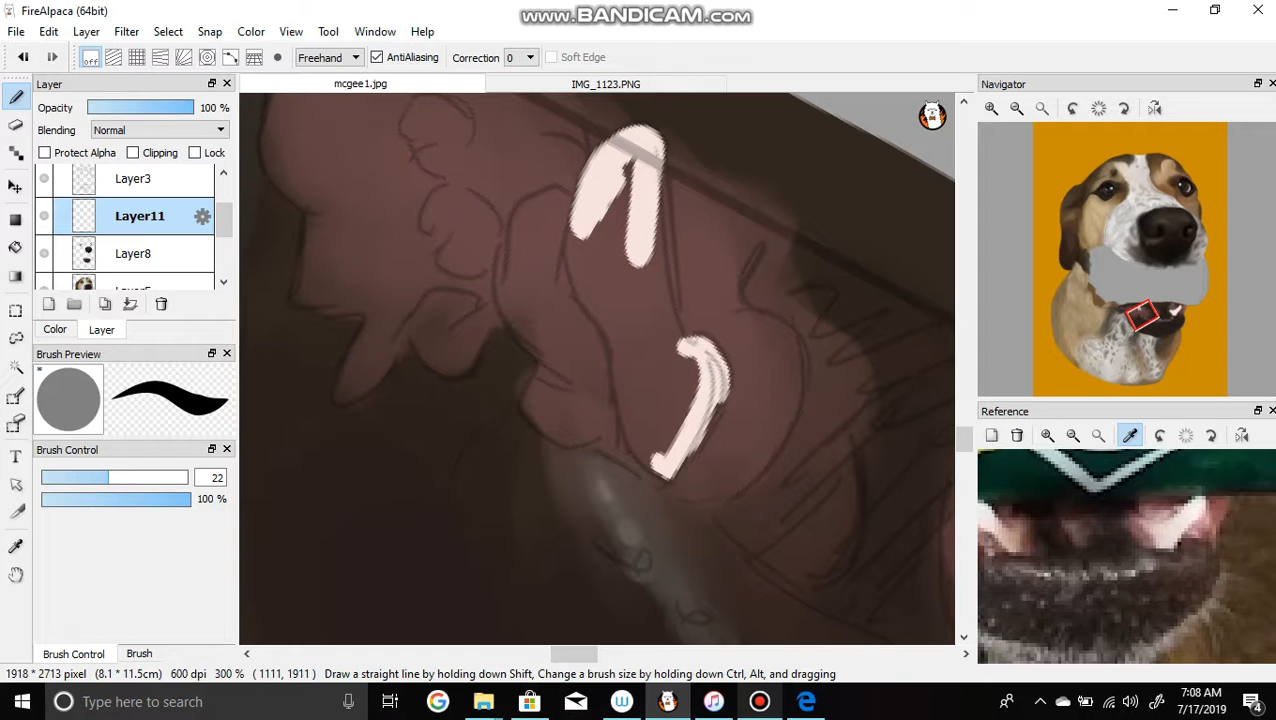 FireAlpaca (64bit)
www.BANDICAM.com
File Edit Layer Filter Select Snap Color View Tool Window Help
off Freehand AntiAliasing Correction 0 Soft Edge
Layer mcgee1.jpg IMG_1123.PNG Navigator
Opacity 100 %
Blending Normal
Protect Alpha Clipping Lock
Layer3
Layer11
Layer8
Color Layer
Brush Preview
Reference
Brush Control
22
100 %
Brush Control Brush
1918 * 2713 pixel (8.1 * 11.5cm) 600 dpi 300 % ( 1111, 1911) Draw a straight line by holding down Shift, Change a brush size by holding down Ctrl, Alt, and dragging
Type here to search
7:08 AM
7/17/2019
4